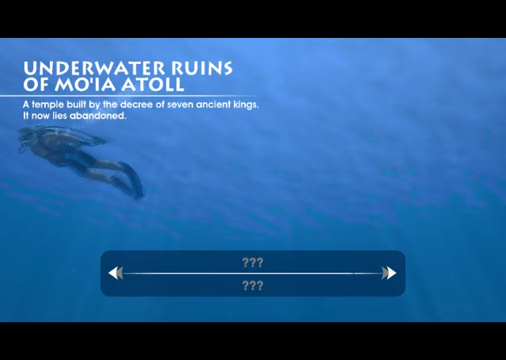 UNDERWATER RUINS
OF MO'IA ATOLL
A temple built by the decree of seven ancient kings.
It now lies abandoned.
???
???